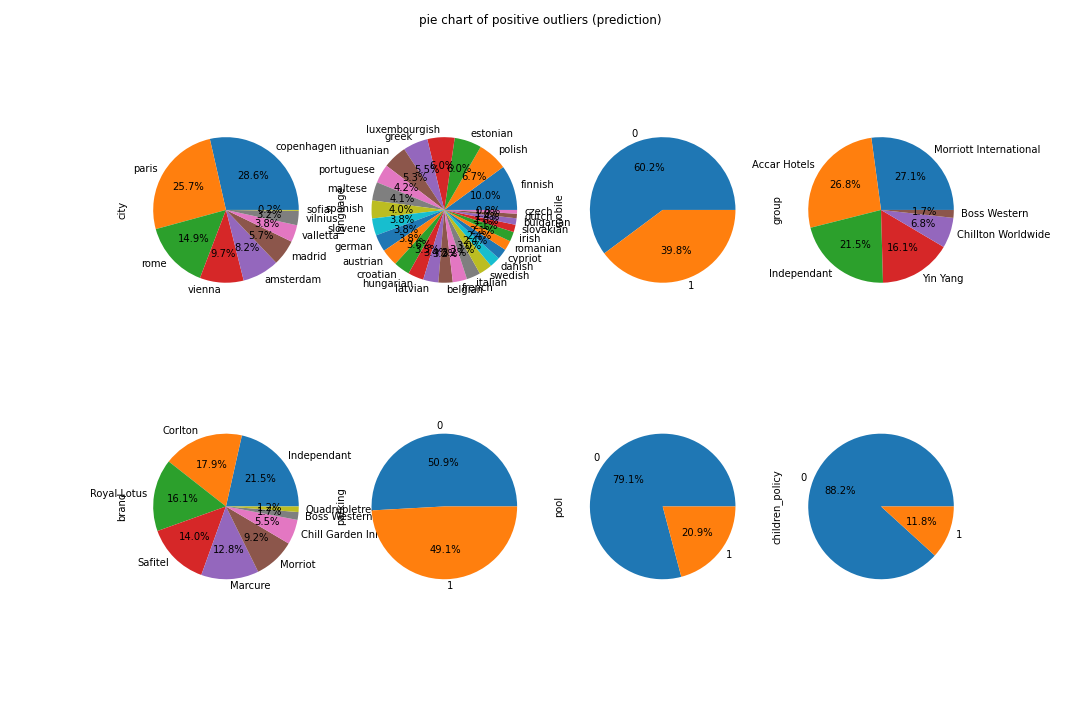 pie chart of positive outliers (prediction)
city
copenhagen
28.6%
paris
25.7%
rome
14.9%
vienna
9.7%
amsterdam
8.2%
madrid
5.7%
valletta
3.8%
vilnius
3.2%
sofia
0.2%
finnish
10.0%
polish
6.7%
estonian
6.0%
luxembourgish
6.0%
greek
5.5%
lithuanian
5.3%
portuguese
4.2%
maltese
4.1%
spanish
4.0%
slovene
3.8%
german
3.8%
austrian
3.8%
croatian
hungarian
latvian
belgian
french
italian
swedish
danish
cypriot
romanian
irish
slovakian
bulgarian
dutch
czech
0
60.2%
1
39.8%
group
Morriott International
27.1%
Accar Hotels
26.8%
Independant
21.5%
Yin Yang
16.1%
Chillton Worldwide
6.8%
Boss Western
1.7%
brand
Independant
21.5%
Corlton
17.9%
Royal Lotus
16.1%
Safitel
14.0%
Marcure
12.8%
Morriot
9.2%
Chill Garden Inn
5.5%
Boss Western
1.7%
1.2%
parking
0
50.9%
1
49.1%
pool
0
79.1%
1
20.9%
children_policy
0
88.2%
1
11.8%